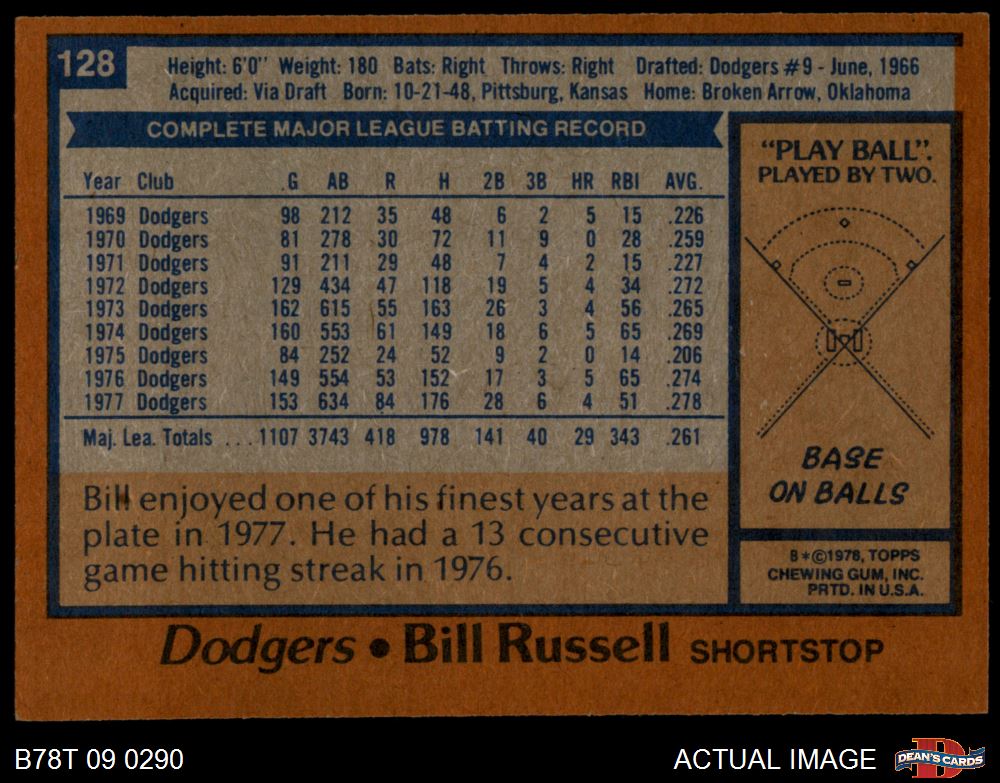 128
Height: 6'0" Weight: 180 Bats: Right Throws: Right Drafted: Dodgers #9 - June, 1966
Acquired: Via Draft Born: 10-21-48, Pittsburg, Kansas Home: Broken Arrow, Oklahoma
COMPLETE MAJOR LEAGUE BATTING RECORD
Year Club G AB R H 2B 3B HR RBI AVG.
1969 Dodgers 98 212 35 48 6 2 5 15 .226
1970 Dodgers 81 278 30 72 11 9 0 28 .259
1971 Dodgers 91 211 29 48 7 4 2 15 .227
1972 Dodgers 129 434 47 118 19 5 4 34 .272
1973 Dodgers 162 615 55 163 26 3 4 56 .265
1974 Dodgers 160 553 61 149 18 6 5 65 .269
1975 Dodgers 84 252 24 52 9 2 0 14 .206
1976 Dodgers 149 554 53 152 17 3 5 65 .274
1977 Dodgers 153 634 84 176 28 6 4 51 .278
Maj. Lea. Totals ... 1107 3743 418 978 141 40 29 343 .261
Bill enjoyed one of his finest years at the
plate in 1977. He had a 13 consecutive
game hitting streak in 1976.
"PLAY BALL".
PLAYED BY TWO.
BASE
ON BALLS
B*©1978, TOPPS
CHEWING GUM, INC.
PRTD. IN U.S.A.
Dodgers • Bill Russell SHORTSTOP
B78T 09 0290
ACTUAL IMAGE
D
DEAN'S CARDS